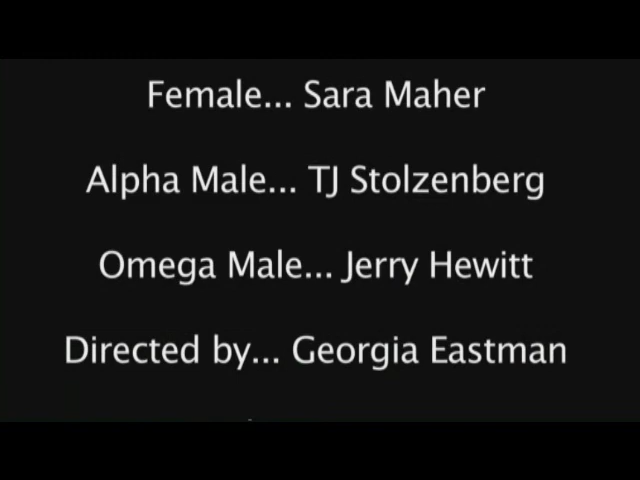 Female... Sara Maher
Alpha Male... TJ Stolzenberg
Omega Male... Jerry Hewitt
Directed by... Georgia Eastman